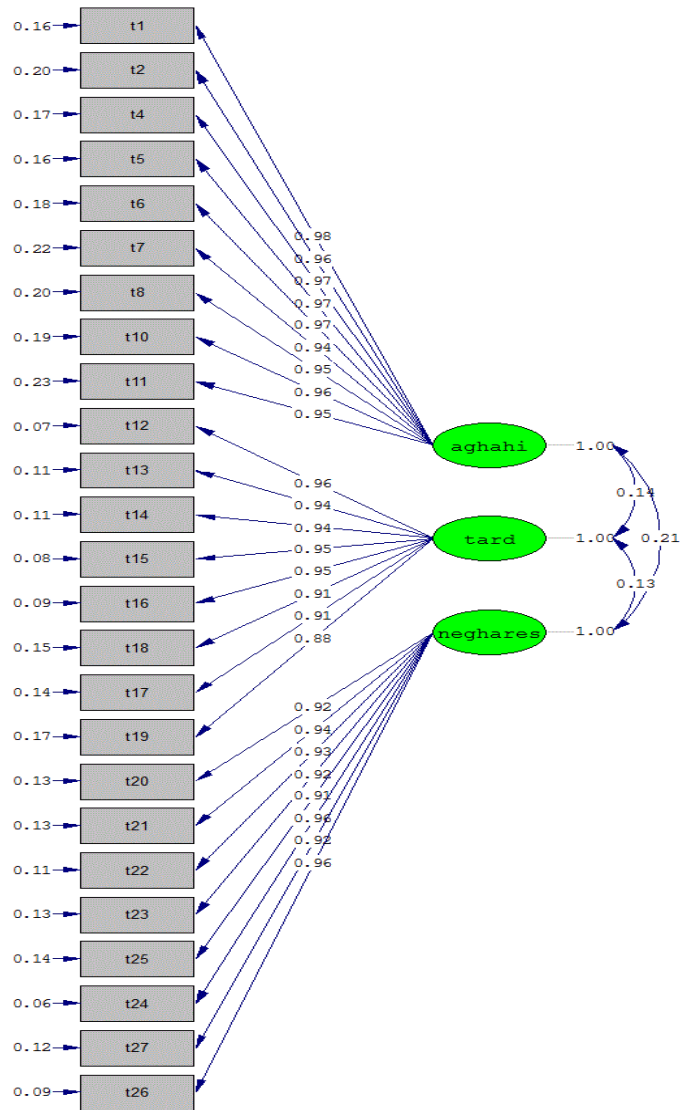 0.16 t1
0.20 t2
0.17 t4
0.16 t5
0.18 t6
0.22 t7
0.20 t8
0.19 t10
0.23 t11
0.07 t12
0.11 t13
0.11 t14
0.08 t15
0.09 t16
0.15 t18
0.14 t17
0.17 t19
0.13 t20
0.13 t21
0.11 t22
0.13 t23
0.14 t25
0.06 t24
0.12 t27
0.09 t26
0.98
0.96
0.97
0.97
0.97
0.94
0.95
0.96
0.95
0.96
0.94
0.94
0.95
0.95
0.91
0.91
0.88
0.92
0.94
0.93
0.92
0.91
0.96
0.92
0.96
aghahi 1.00
tard 1.00
neghares 1.00
0.14
0.21
0.13